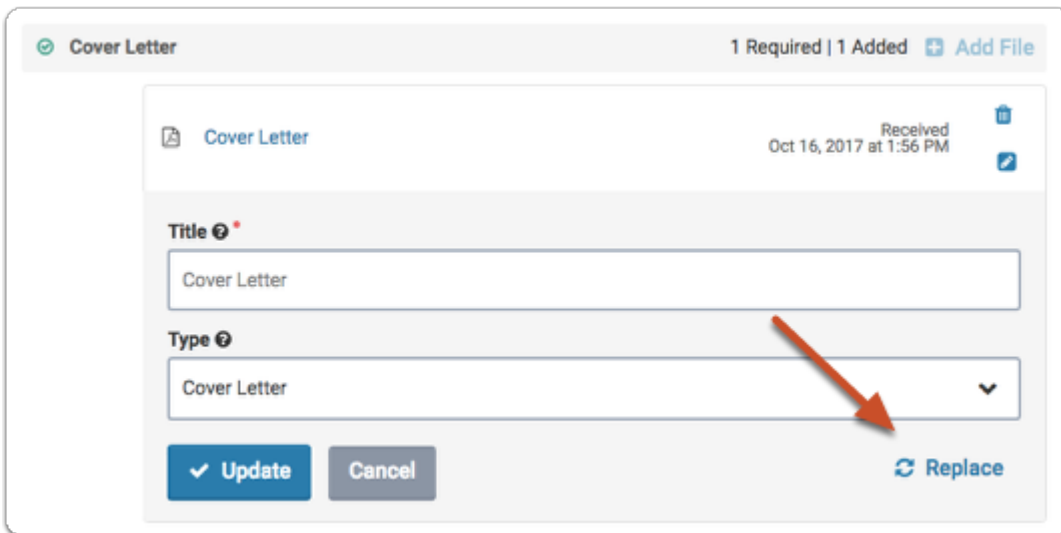 Cover Letter 1 Required | 1 Added Add File
Cover Letter
Received
Oct 16, 2017 at 1:56 PM
Title *
Cover Letter
Type
Cover Letter
Update Cancel Replace